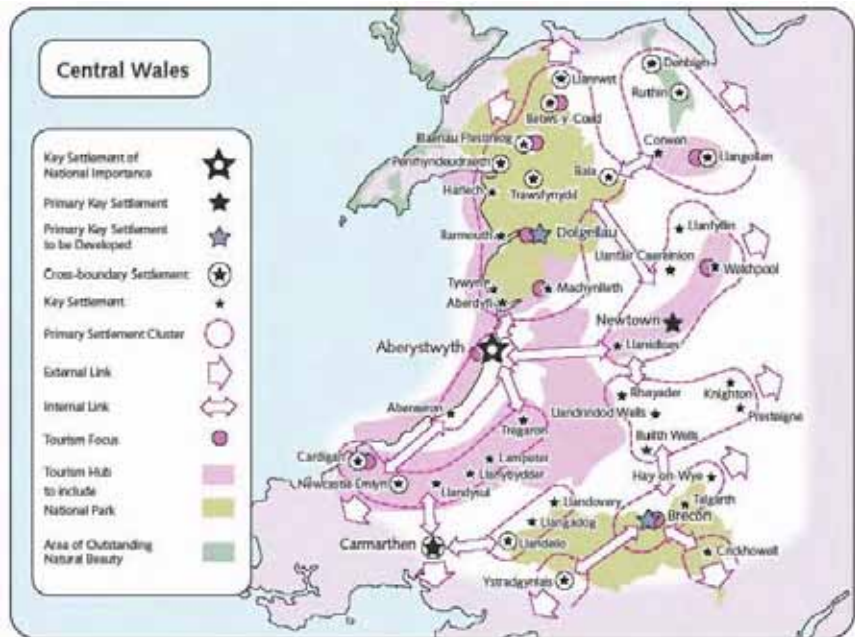 Central Wales
Key Settlement of
National Importance
Primary Key Settlement
Primary Key Settlement
to be Developed
Cross-boundary Settlement
Key Settlement
Primary Settlement Cluster
External Link
Internal Link
Tourism Focus
Tourism Hub
to include
National Park
Area of Outstanding
Natural Beauty
Denbigh
Llanrwst
Ruthin
Betws-y-Coed
Blaenau Ffestiniog
Corwen
Llangollen
Penrhyndeudraeth
Bala
Harlech
Trawsfynydd
Llanfyllin
Barmouth
Dolgellau
Llanfair Caereinion
Welshpool
Tywyn
Machynlleth
Aberdyfi
Newtown
Aberystwyth
Llanidloes
Rhayader
Knighton
Aberaeron
Llandrindod Wells
Presteigne
Tregaron
Builth Wells
Cardigan
Lampeter
Llanybydder
Hay-on-Wye
Newcastle Emlyn
Llandysul
Llandovery
Talgarth
Llangadog
Brecon
Carmarthen
Llandeilo
Crickhowell
Ystradgynlais